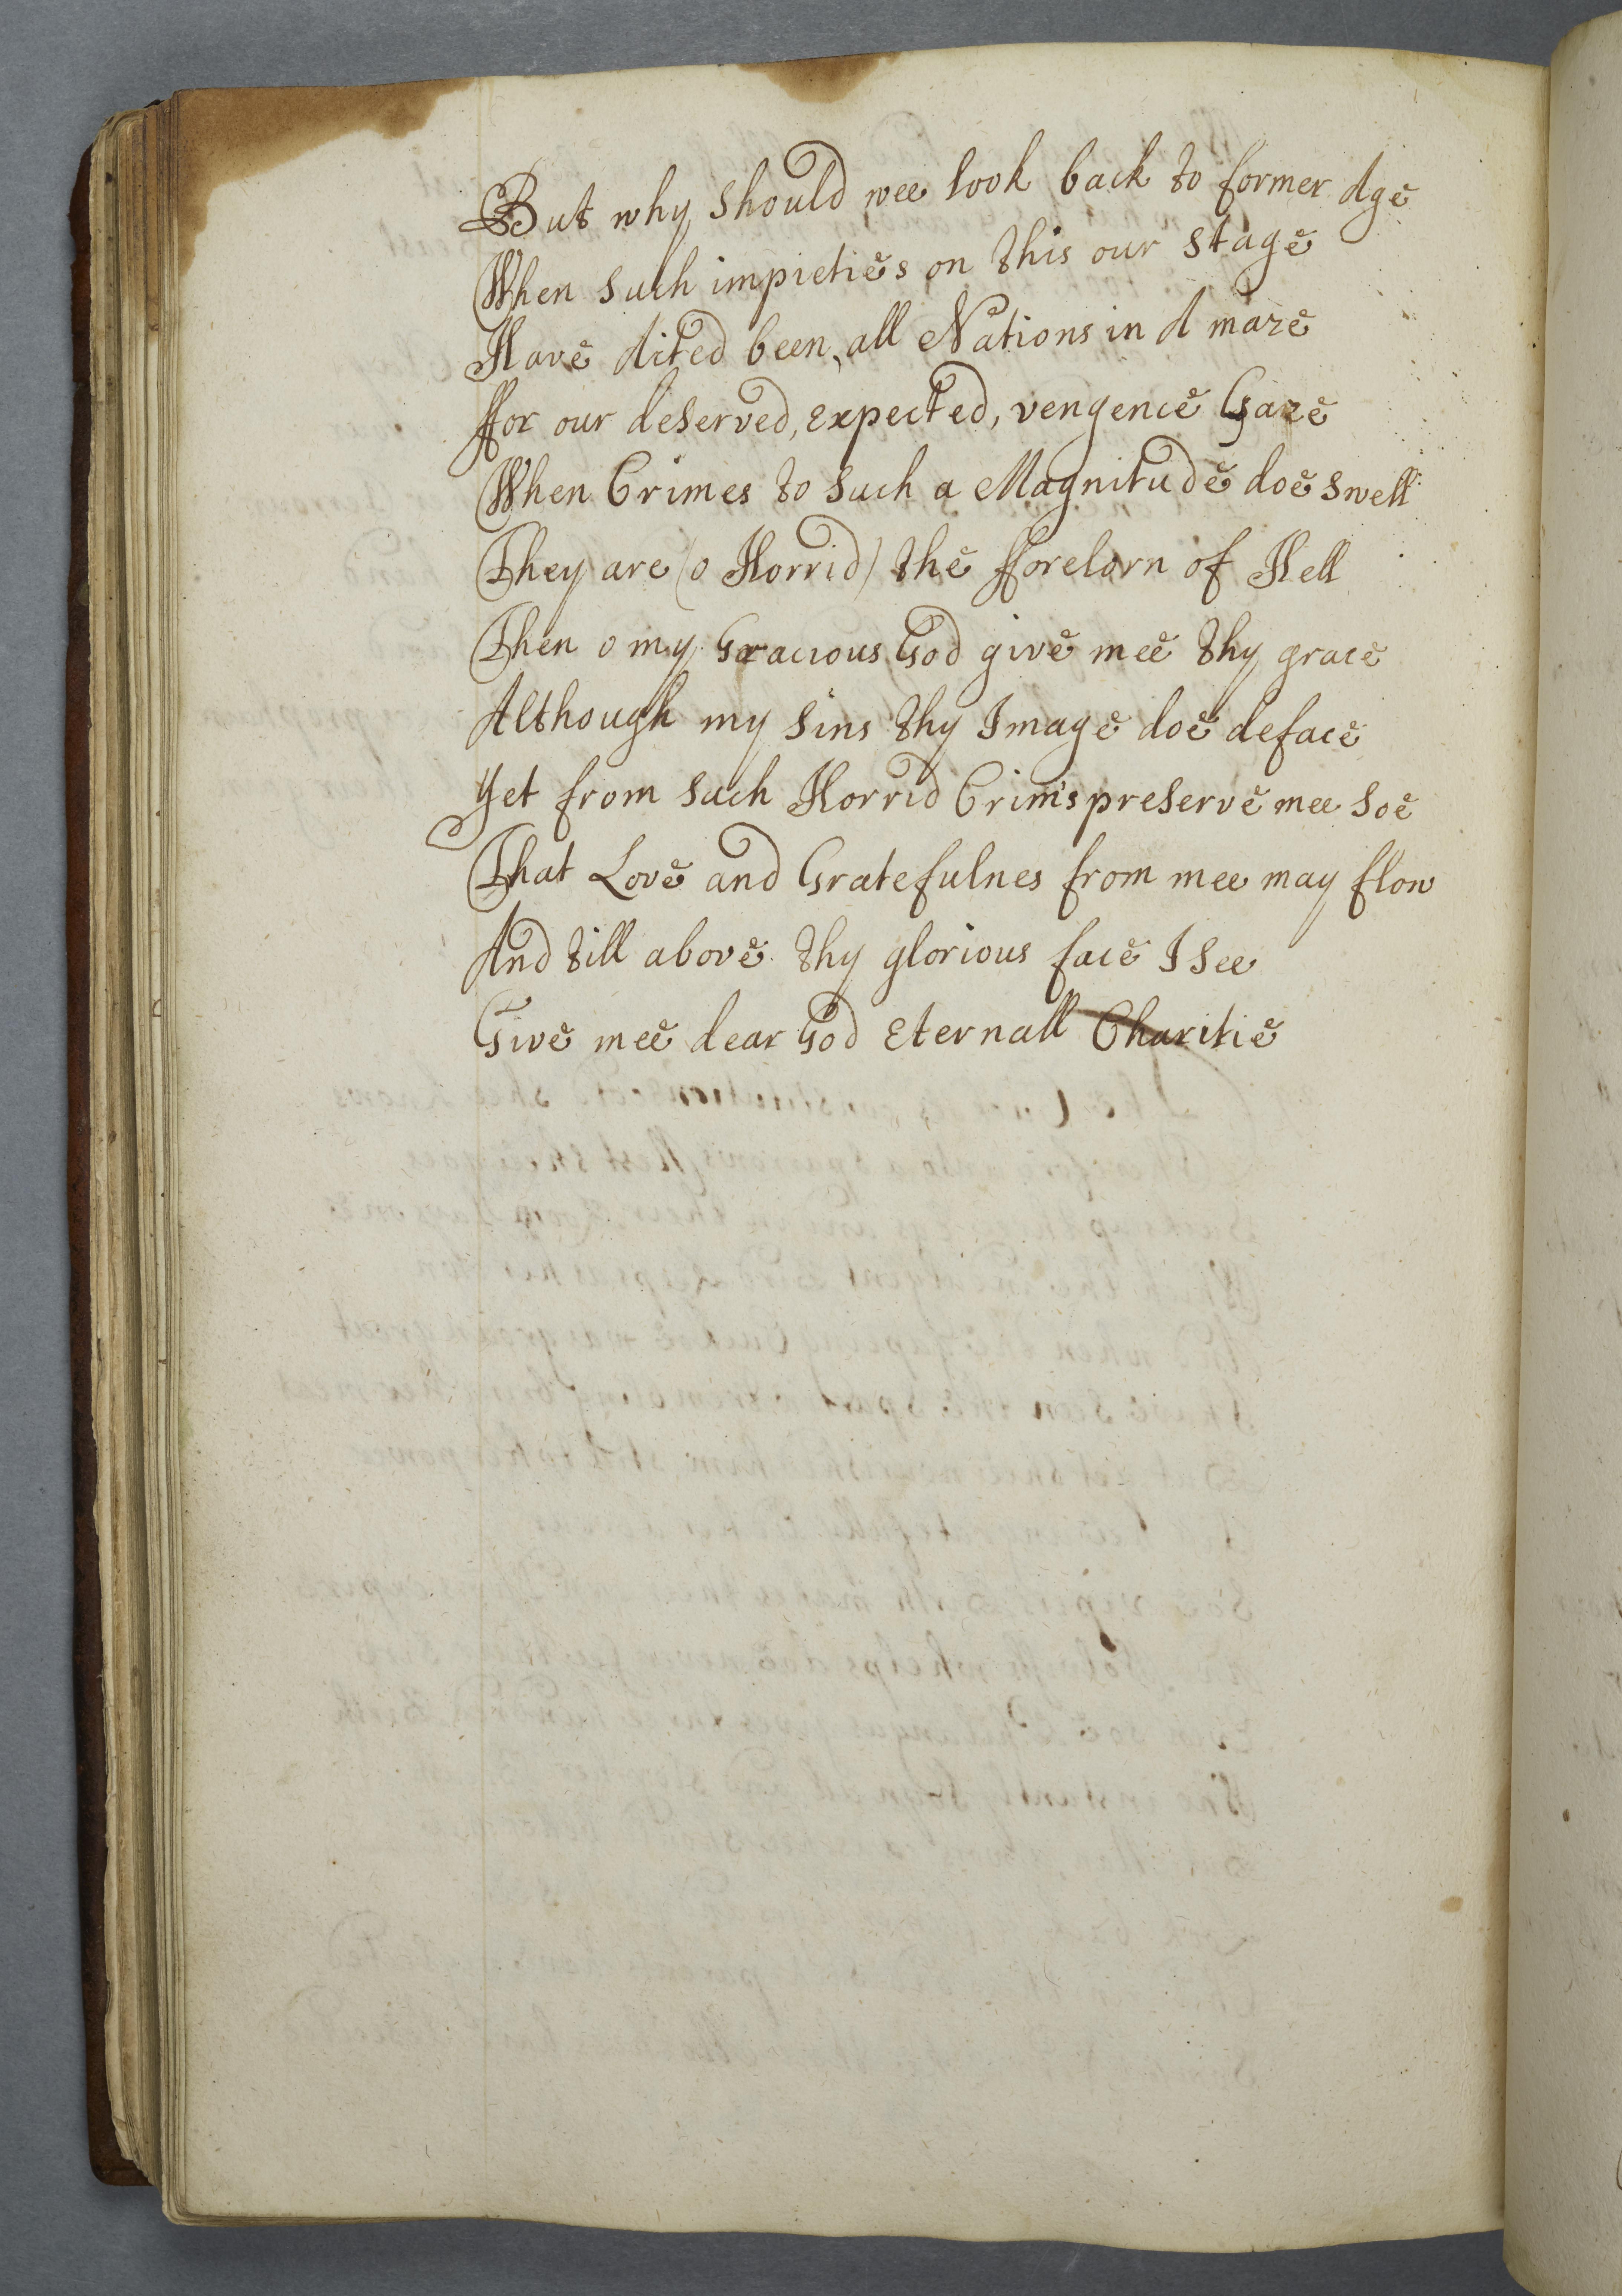 But why should wee look back to former Age
When such impieties on this our stage
Have Acted been, all Nations in A maze
ffor our deserved, expected, vengence Gaze
When Crimes to such a Magnitude doe swell
They are (o Horrid) the fforelorn of Hell
Then o my Gracious God give mee thy grace
Although my sins thy Image doe deface
Yet from such Horrid Crim's preserve mee soe
That Love and Gratefulnes from mee may flow
And till above thy glorious face I see
Give mee dear God Eternall Charitie